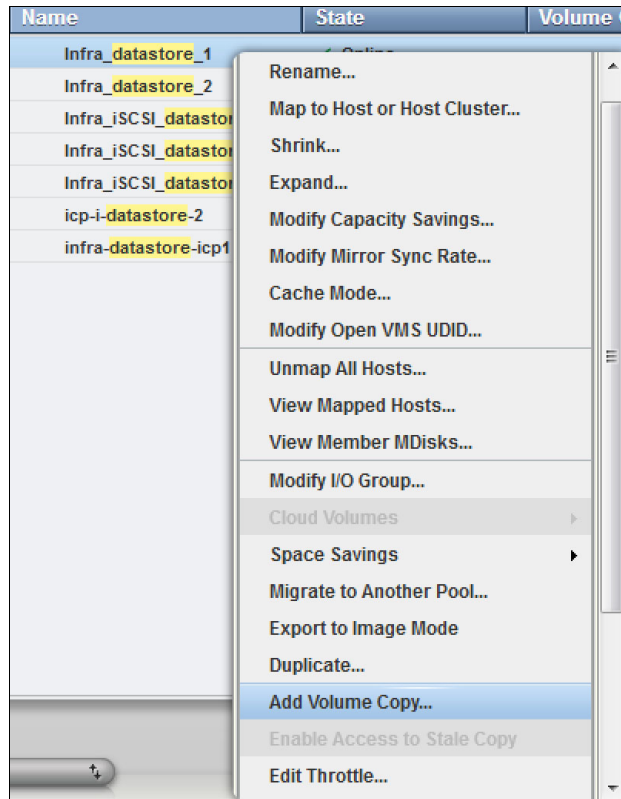 Name State Volume
Infra_datastore_1 Online
Infra_datastore_2
Infra_iSCSI_datastor
Infra_iSCSI_datastor
Infra_iSCSI_datastor
icp-i-datastore-2
infra-datastore-icp1
Rename...
Map to Host or Host Cluster...
Shrink...
Expand...
Modify Capacity Savings...
Modify Mirror Sync Rate...
Cache Mode...
Modify Open VMS UDID...
Unmap All Hosts...
View Mapped Hosts...
View Member MDisks...
Modify I/O Group...
Cloud Volumes
Space Savings
Migrate to Another Pool...
Export to Image Mode
Duplicate...
Add Volume Copy...
Enable Access to Stale Copy
Edit Throttle...